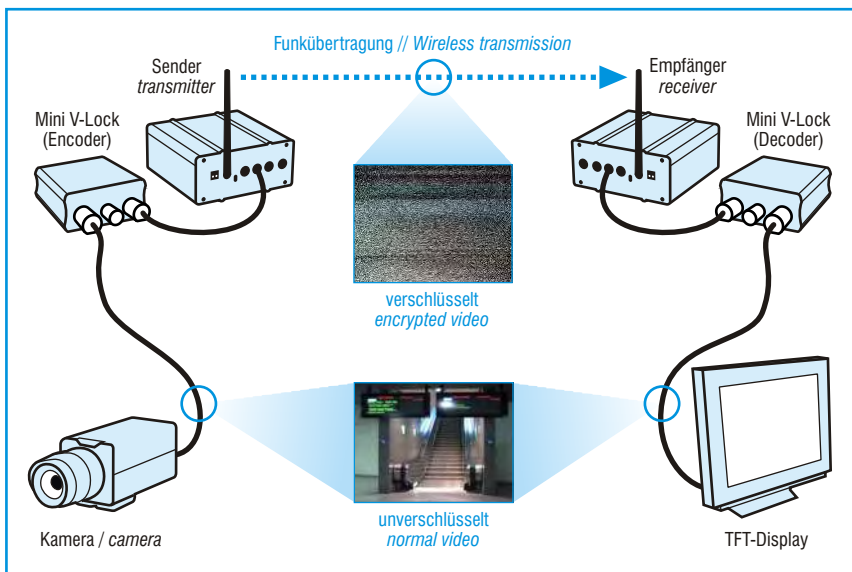 Funkübertragung // Wireless transmission
Sender
transmitter
Empfänger
receiver
Mini V-Lock
(Encoder)
Mini V-Lock
(Decoder)
verschlüsselt
encrypted video
unverschlüsselt
normal video
Kamera / camera
TFT-Display